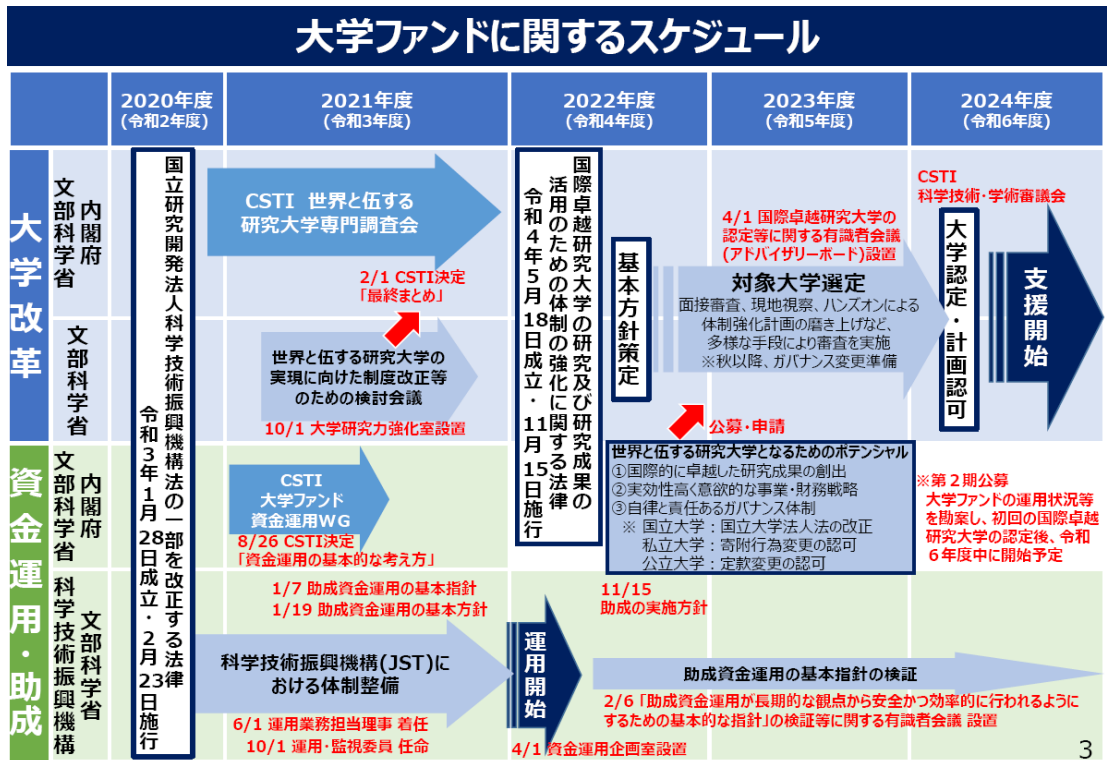 大学ファンドに関するスケジュール
2020年度
(令和2年度)
2021年度
(令和3年度)
2022年度
(令和4年度)
2023年度
(令和5年度)
2024年度
(令和6年度)
大学改革
内閣府
文部科学省
文部科学省
国立研究開発法人科学技術振興機構法の一部を改正する法律
令和3年1月28日成立・2月23日施行
CSTI 世界と伍する
研究大学専門調査会
2/1 CSTI決定
「最終まとめ」
世界と伍する研究大学の
実現に向けた制度改正等
のための検討会議
10/1 大学研究力強化室設置
国際卓越研究大学の研究及び研究成果の
活用のための体制の強化に関する法律
令和4年5月18日成立・11月15日施行
基本方針策定
4/1 国際卓越研究大学の
認定等に関する有識者会議
(アドバイザリーボード)設置
対象大学選定
面接審査、現地視察、ハンズオンによる
体制強化計画の磨き上げなど、
多様な手段により審査を実施
※秋以降、ガバナンス変更準備
公募・申請
CSTI
科学技術・学術審議会
大学認定・計画認可
支援開始
世界と伍する研究大学となるためのポテンシャル
①国際的に卓越した研究成果の創出
②実効性高く意欲的な事業・財務戦略
③自律と責任あるガバナンス体制
※ 国立大学：国立大学法人法の改正
私立大学：寄附行為変更の認可
公立大学：定款変更の認可
※第２期公募
大学ファンドの運用状況等
を勘案し、初回の国際卓越
研究大学の認定後、令和
６年度中に開始予定
資金運用・助成
内閣府
文部科学省
文部科学省
科学技術振興機構
CSTI
大学ファンド
資金運用WG
8/26 CSTI決定
「資金運用の基本的な考え方」
1/7 助成資金運用の基本指針
1/19 助成資金運用の基本方針
科学技術振興機構(JST)に
おける体制整備
6/1 運用業務担当理事 着任
10/1 運用・監視委員 任命
運用開始
4/1 資金運用企画室設置
11/15
助成の実施方針
助成資金運用の基本指針の検証
2/6 「助成資金運用が長期的な観点から安全かつ効率的に行われるように
するための基本的な指針」の検証等に関する有識者会議 設置
3